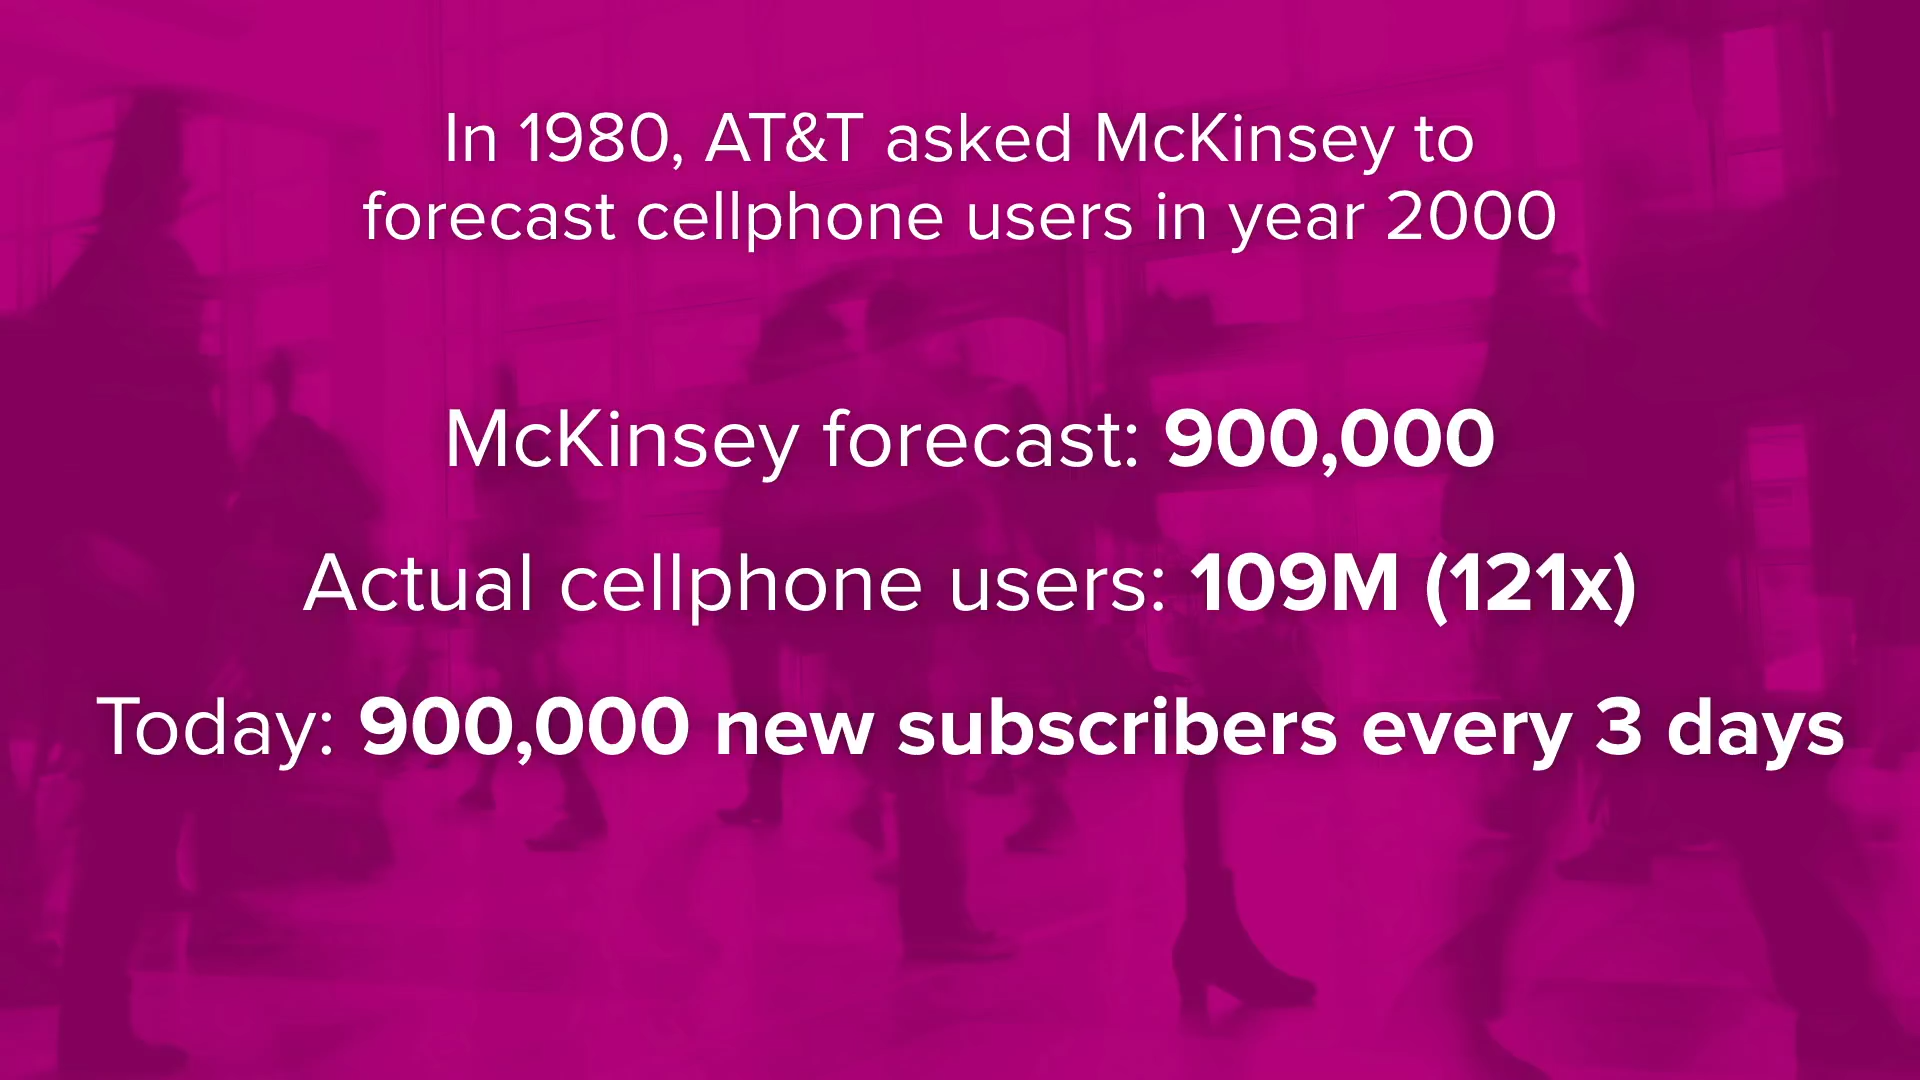 In 1980, AT&T asked McKinsey to
forecast cellphone users in year 2000
McKinsey forecast: 900,000
Actual cellphone users: 109M (121x)
Today: 900,000 new subscribers every 3 days